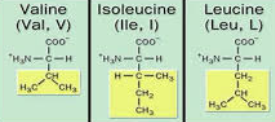 Valine
(Val, V)
COO⁻
⁺H₃N—C—H
CH
H₃C CH₃
Isoleucine
(Ile, I)
COO⁻
⁺H₃N—C—H
H—C—CH₃
CH₂
CH₃
Leucine
(Leu, L)
COO⁻
⁺H₃N—C—H
CH₂
CH
H₃C CH₃